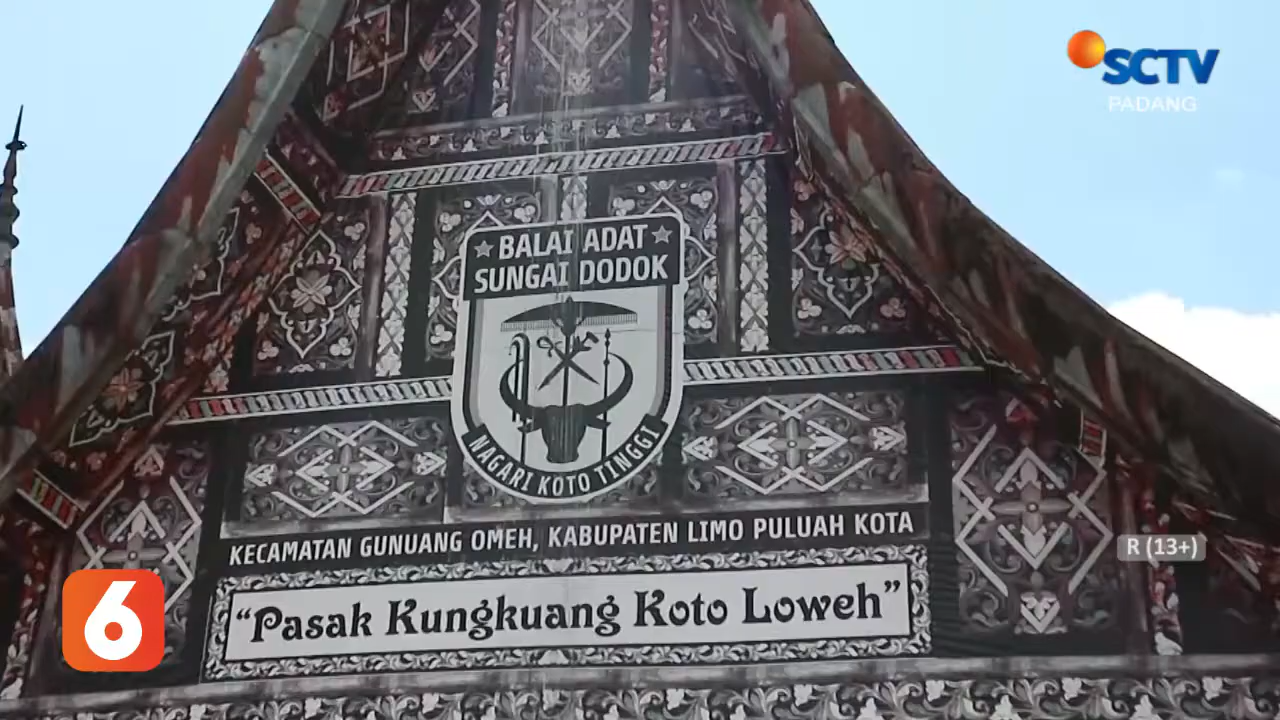 SCTV
PADANG
BALAI ADAT
SUNGAI DODOK
NAGARI KOTO TINGGI
KECAMATAN GUNUANG OMEH, KABUPATEN LIMO PULUAH KOTA
R (13+)
"Pasak Kungkuang Koto Loweh"
6